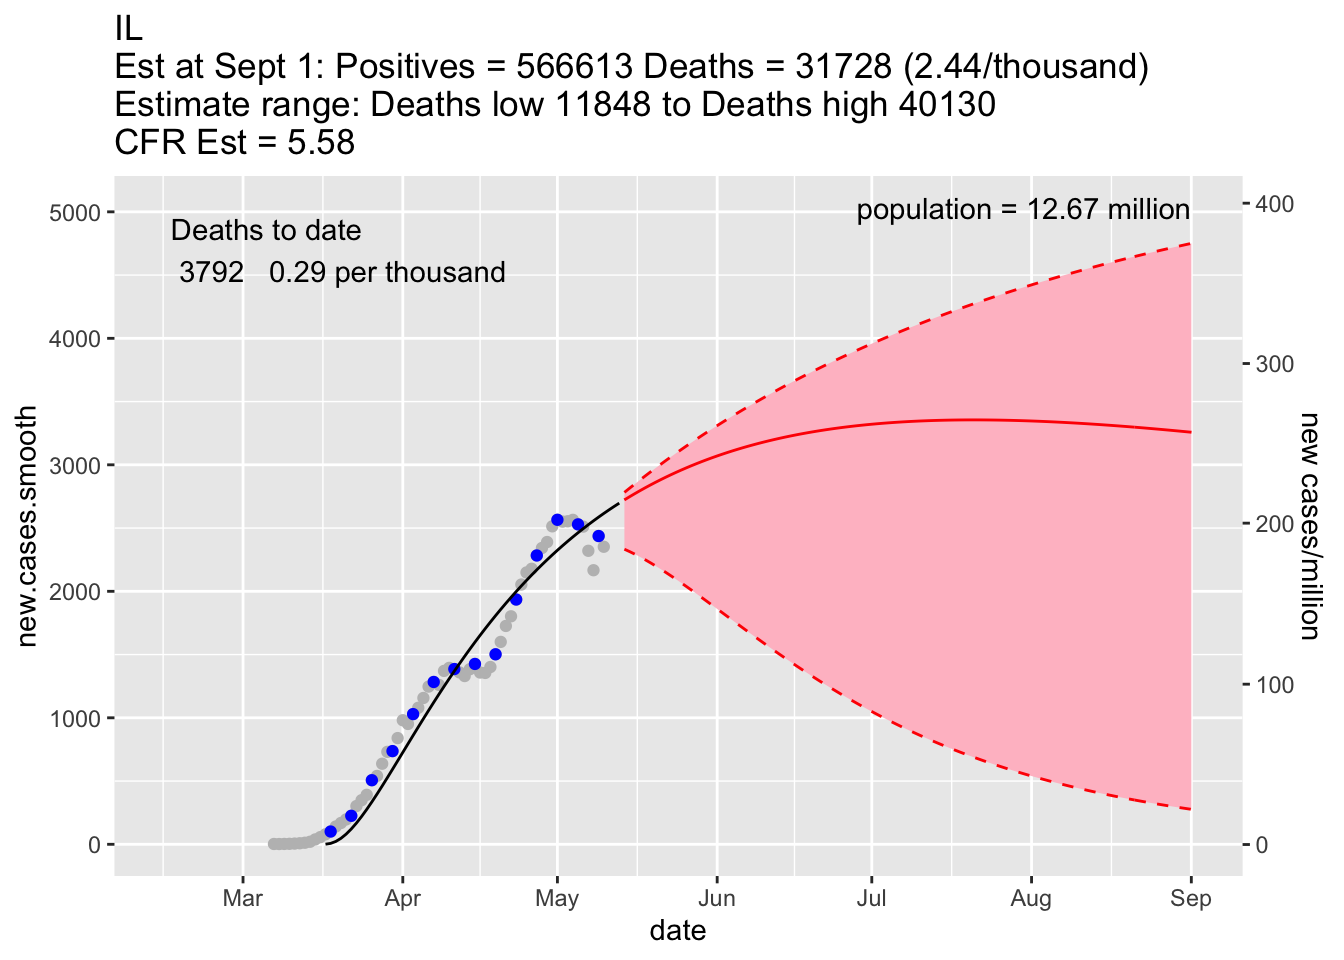 IL
Est at Sept 1: Positives = 566613 Deaths = 31728 (2.44/thousand)
Estimate range: Deaths low 11848 to Deaths high 40130
CFR Est = 5.58
Deaths to date
3792 0.29 per thousand
population = 12.67 million
5000
4000
3000
2000
1000
0
new.cases.smooth
400
300
200
100
0
new cases/million
Mar Apr May Jun Jul Aug Sep
date